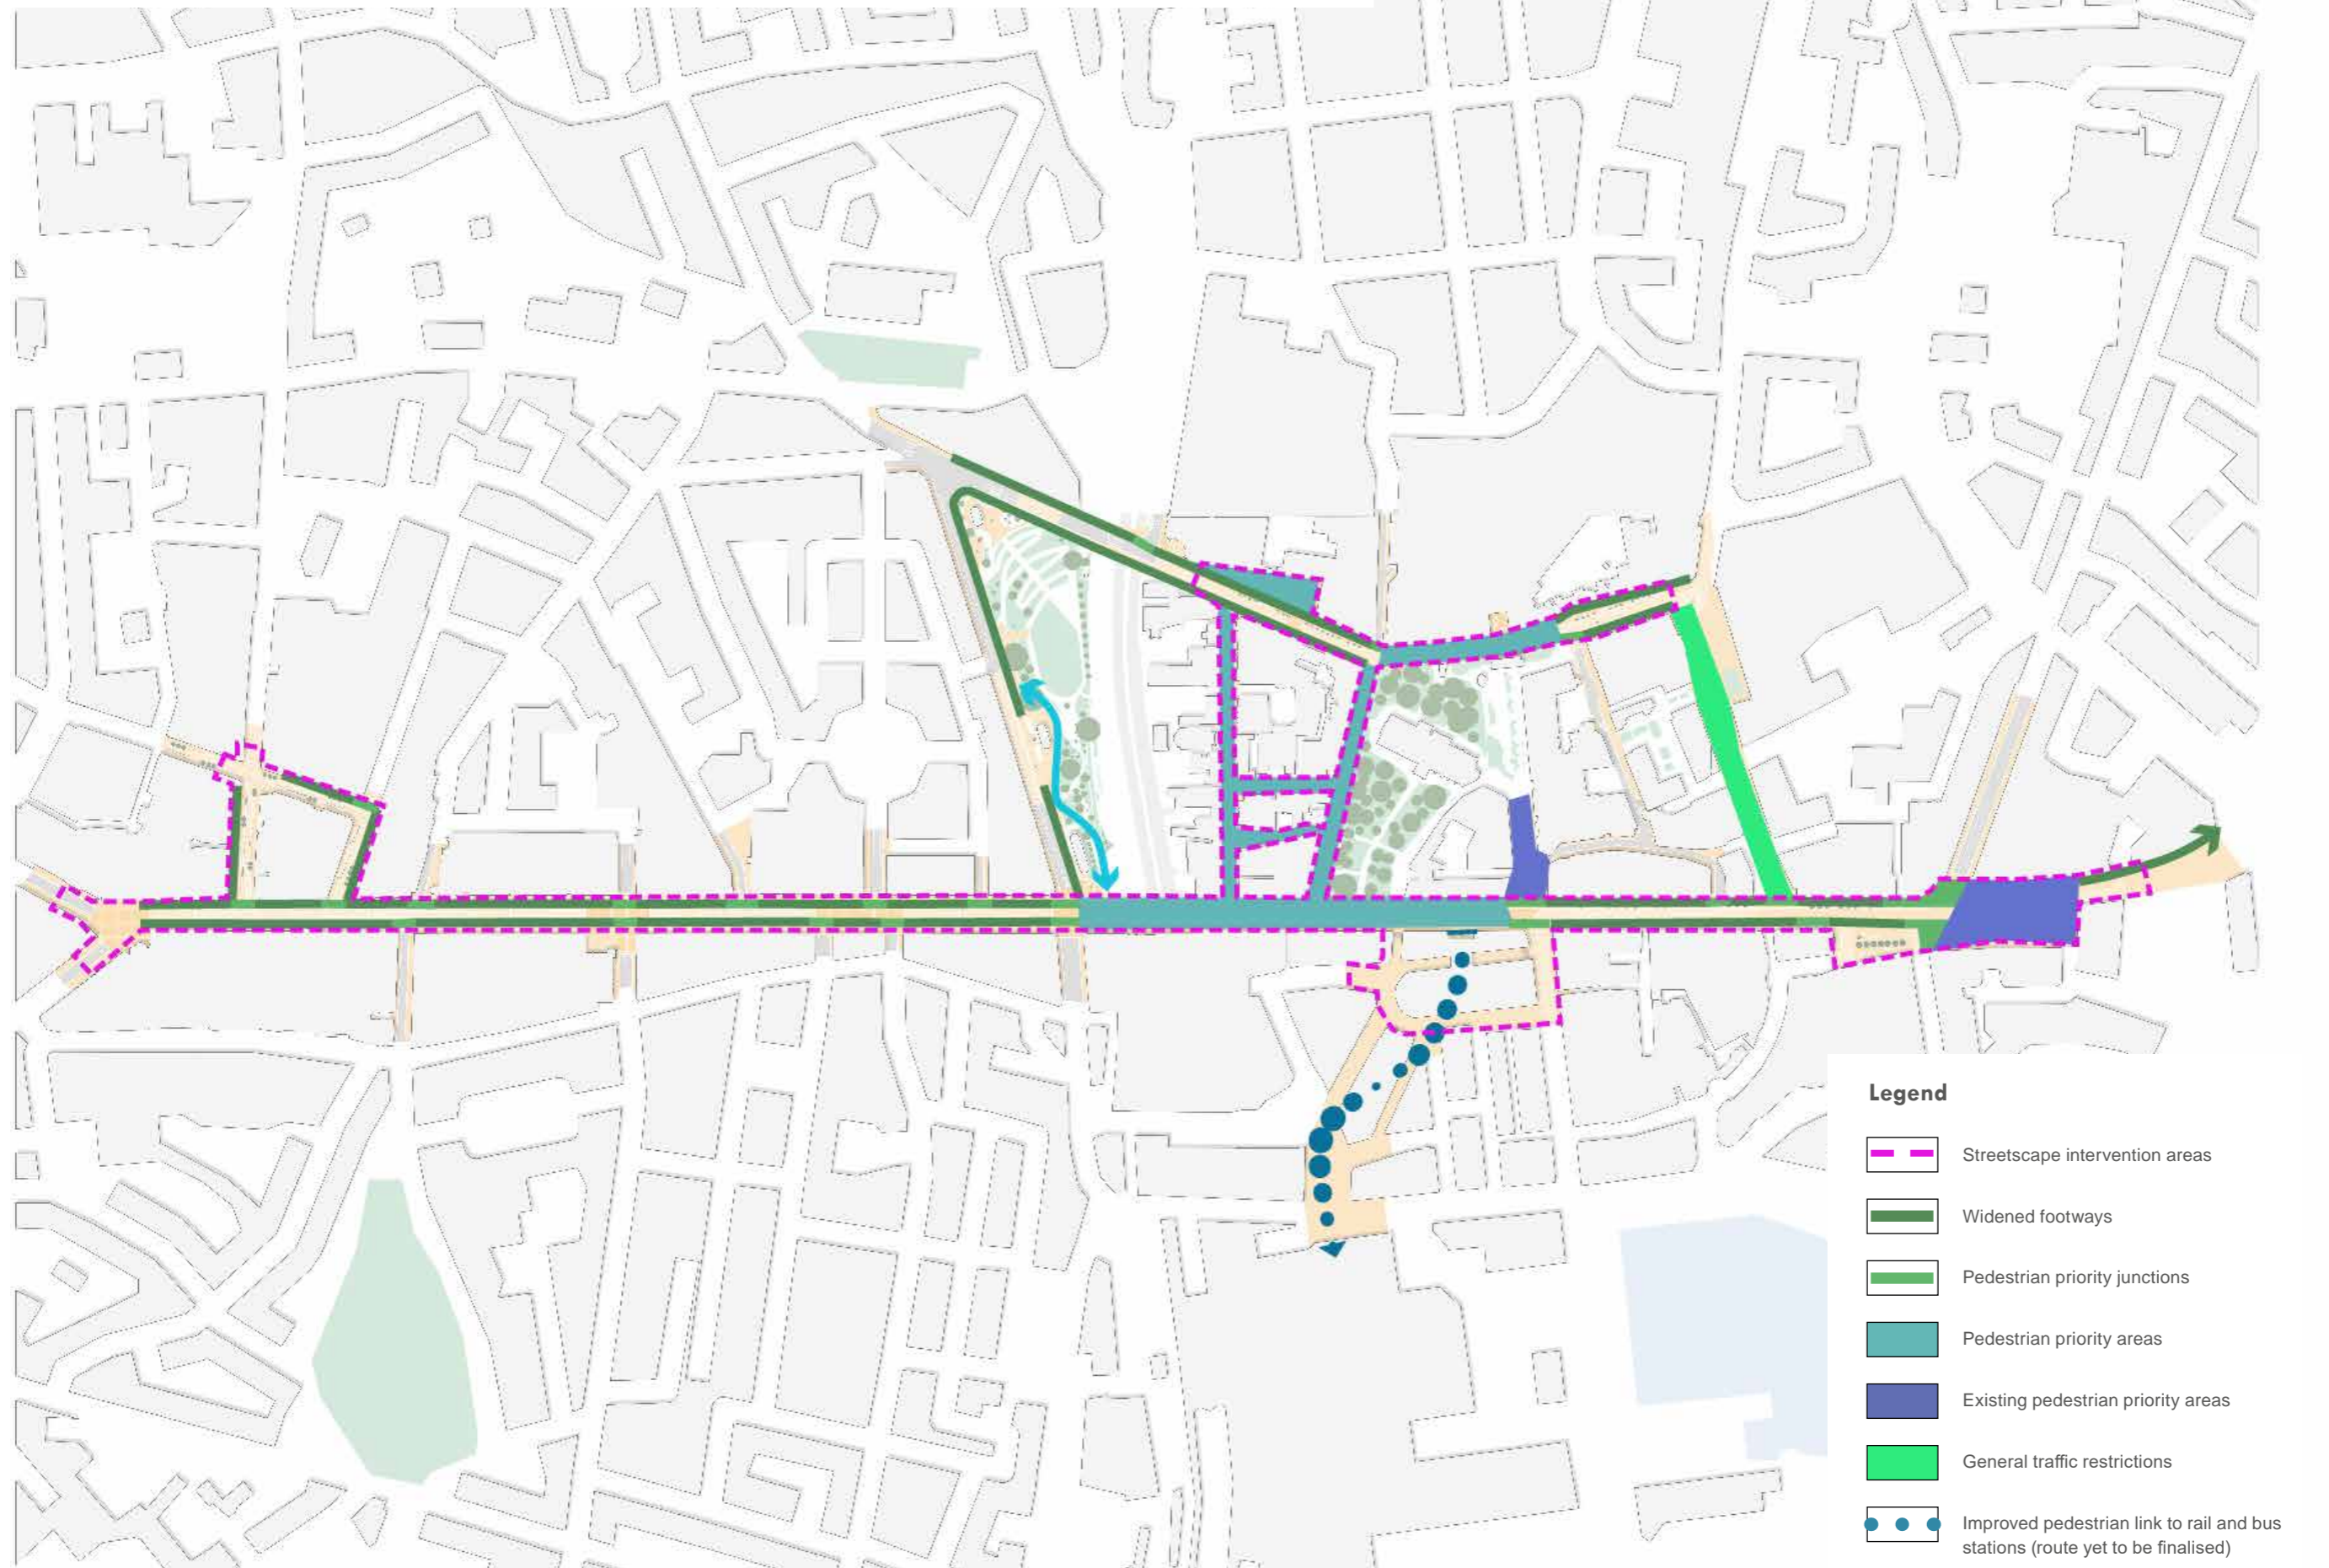 Legend
Streetscape intervention areas
Widened footways
Pedestrian priority junctions
Pedestrian priority areas
Existing pedestrian priority areas
General traffic restrictions
Improved pedestrian link to rail and bus
stations (route yet to be finalised)